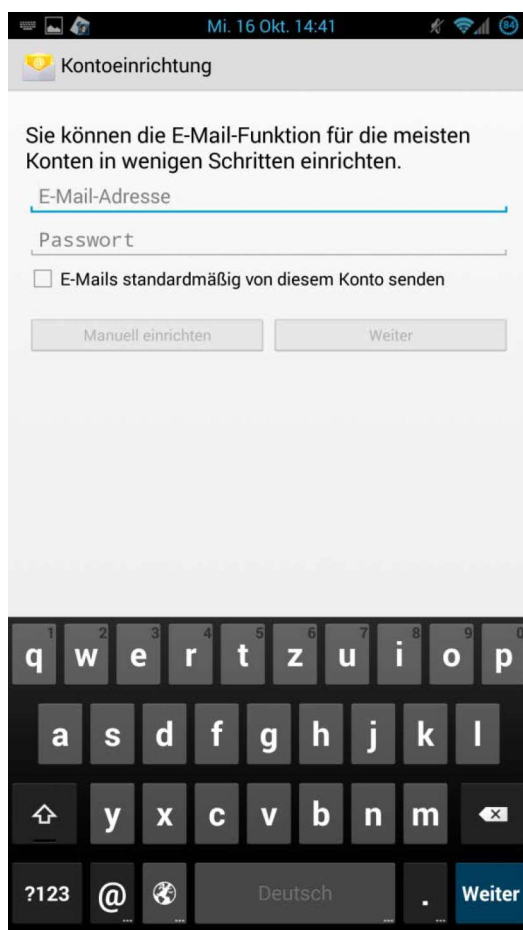 Mi. 16 Okt. 14:41 84
Kontoeinrichtung
Sie können die E-Mail-Funktion für die meisten
Konten in wenigen Schritten einrichten.
E-Mail-Adresse
Passwort
E-Mails standardmäßig von diesem Konto senden
Manuell einrichten Weiter
1 2 3 4 5 6 7 8 9 0
q w e r t z u i o p
a s d f g h j k l
y x c v b n m
?123 @ Deutsch . Weiter